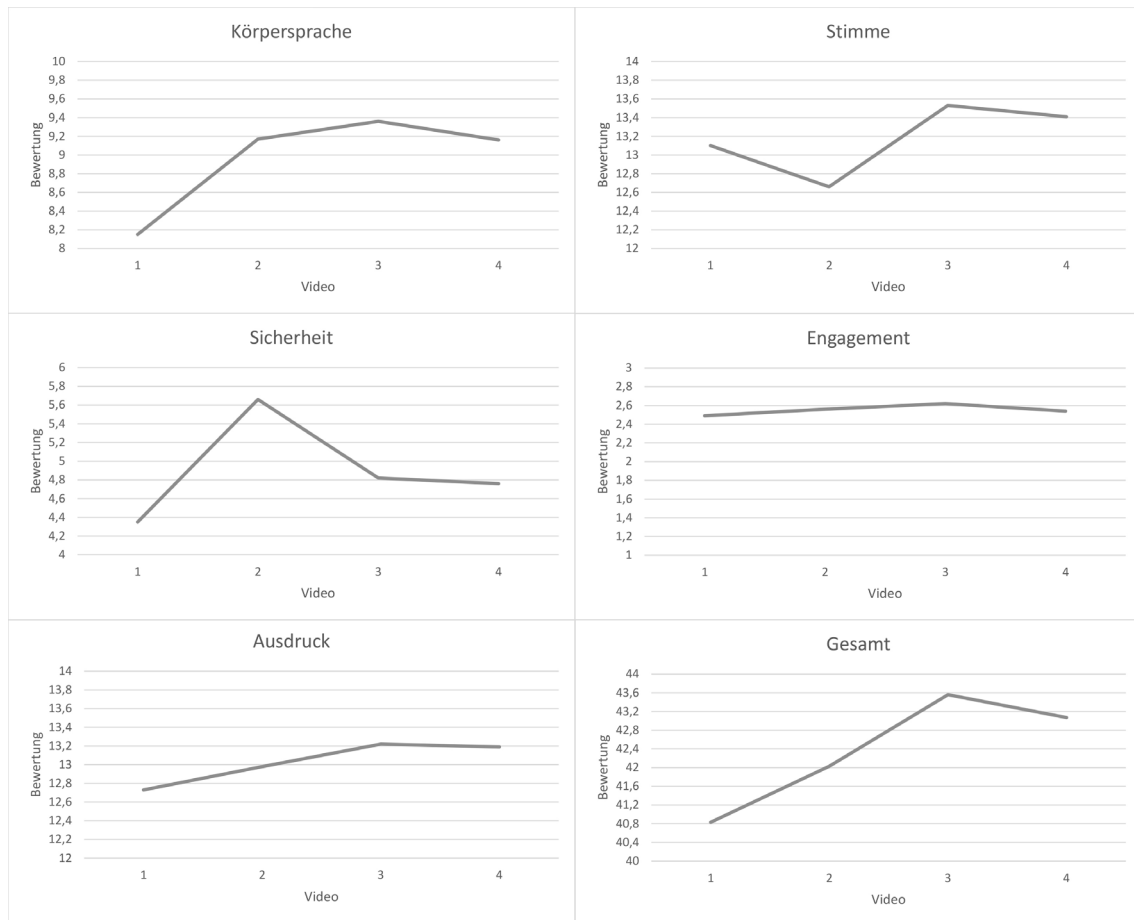 Körpersprache
10
9,8
9,6
9,4
9,2
9
8,8
8,6
8,4
8,2
8
Bewertung
1 2 3 4
Video
Stimme
14
13,8
13,6
13,4
13,2
13
12,8
12,6
12,4
12,2
12
Bewertung
1 2 3 4
Video
Sicherheit
6
5,8
5,6
5,4
5,2
5
4,8
4,6
4,4
4,2
4
Bewertung
1 2 3 4
Video
Engagement
3
2,8
2,6
2,4
2,2
2
1,8
1,6
1,4
1,2
1
Bewertung
1 2 3 4
Video
Ausdruck
14
13,8
13,6
13,4
13,2
13
12,8
12,6
12,4
12,2
12
Bewertung
1 2 3 4
Video
Gesamt
44
43,6
43,2
42,8
42,4
42
41,6
41,2
40,8
40,4
40
Bewertung
1 2 3 4
Video